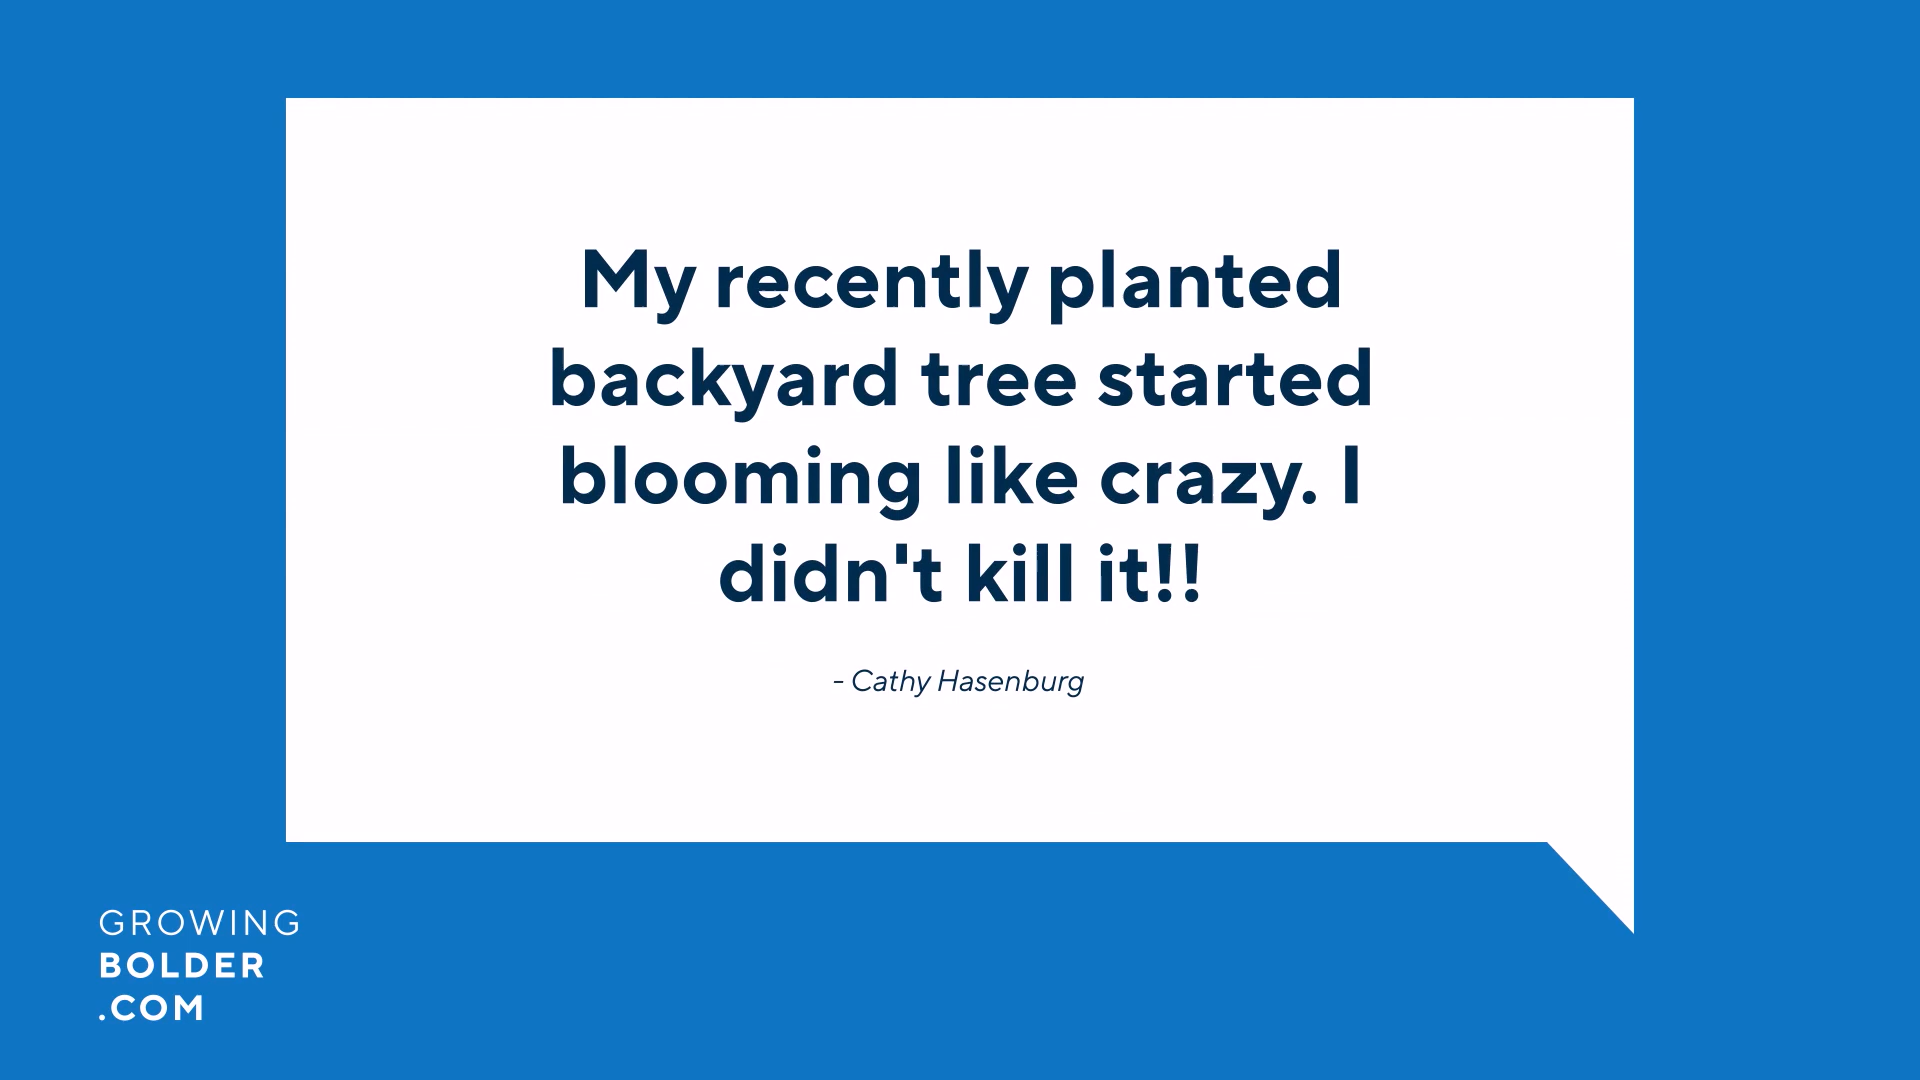 My recently planted
backyard tree started
blooming like crazy. I
didn't kill it!!
- Cathy Hasenburg
GROWING
BOLDER
.COM